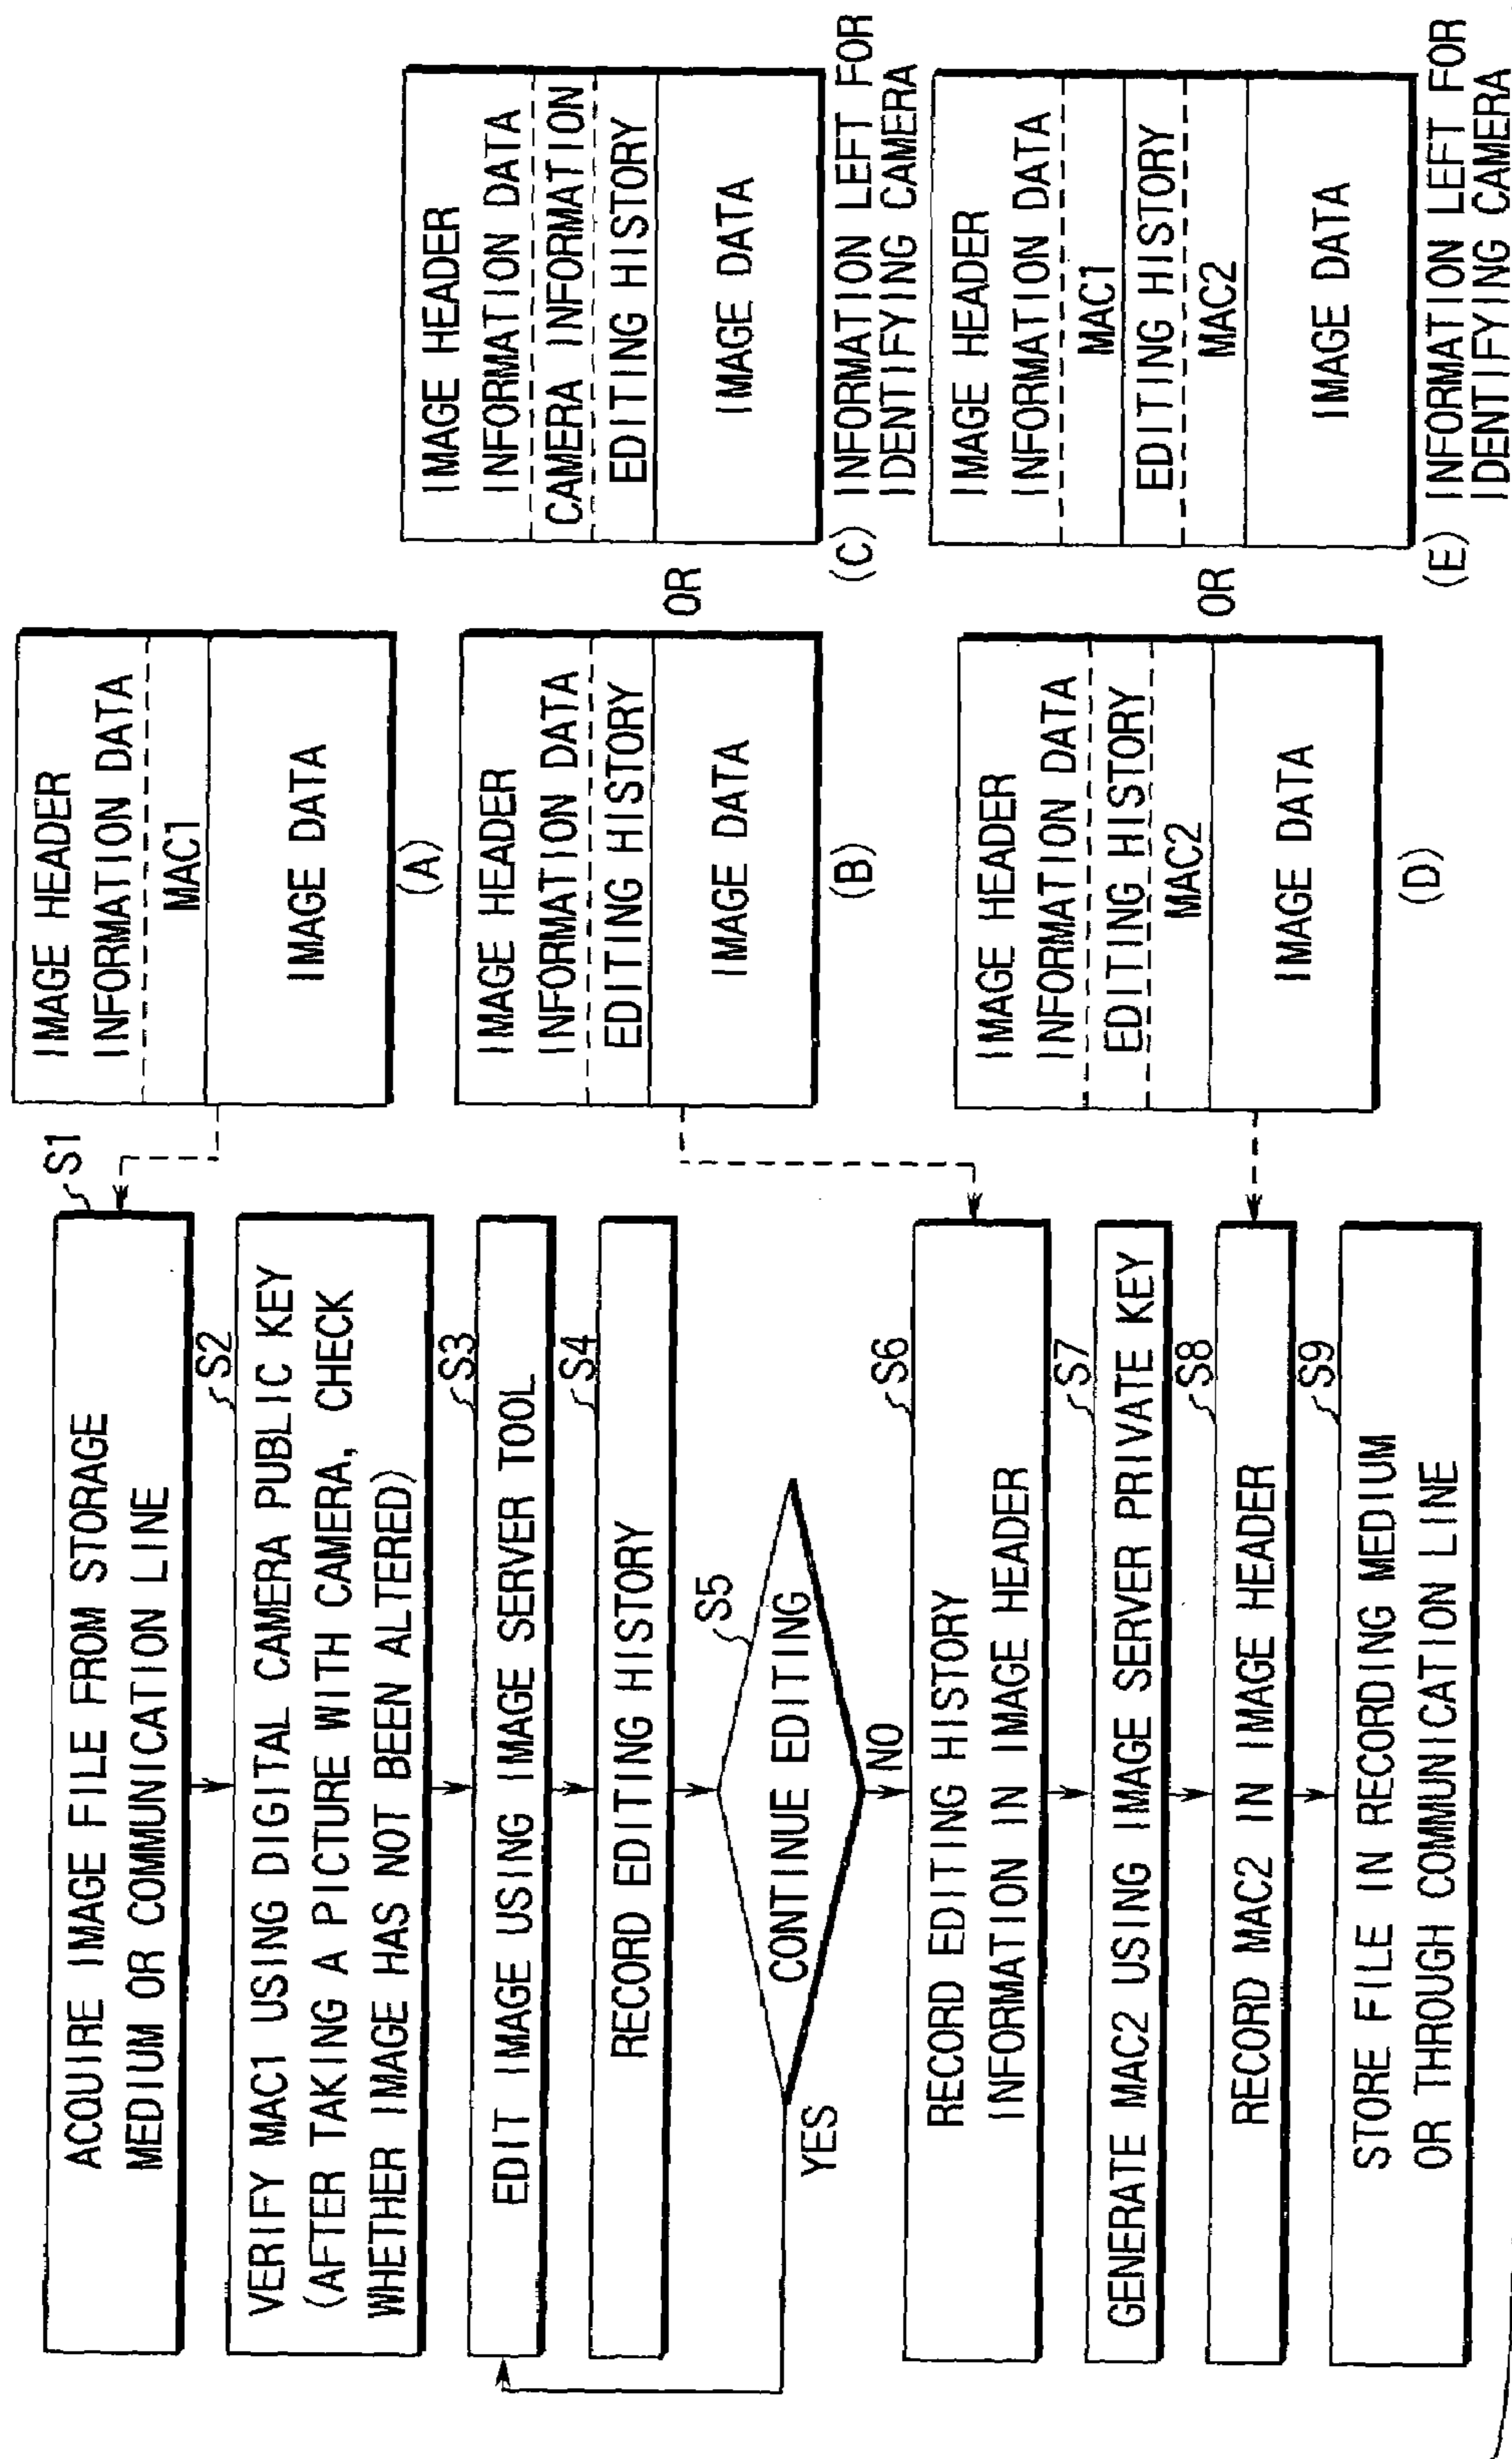 ACQUIRE IMAGE FILE FROM STORAGE
MEDIUM OR COMMUNICATION LINE
S1
VERIFY MAC1 USING DIGITAL CAMERA PUBLIC KEY
(AFTER TAKING A PICTURE WITH CAMERA, CHECK
WHETHER IMAGE HAS NOT BEEN ALTERED)
S2
EDIT IMAGE USING IMAGE SERVER TOOL
S3
RECORD EDITING HISTORY
S4
CONTINUE EDITING
S5
YES
NO
RECORD EDITING HISTORY
INFORMATION IN IMAGE HEADER
S6
GENERATE MAC2 USING IMAGE SERVER PRIVATE KEY
S7
RECORD MAC2 IN IMAGE HEADER
S8
STORE FILE IN RECORDING MEDIUM
OR THROUGH COMMUNICATION LINE
S9
IMAGE HEADER
INFORMATION DATA
MAC1
IMAGE DATA
(A)
IMAGE HEADER
INFORMATION DATA
EDITING HISTORY
IMAGE DATA
(B)
OR
IMAGE HEADER
INFORMATION DATA
CAMERA INFORMATION
EDITING HISTORY
IMAGE DATA
(C) INFORMATION LEFT FOR
IDENTIFYING CAMERA
IMAGE HEADER
INFORMATION DATA
EDITING HISTORY
MAC2
IMAGE DATA
(D)
OR
IMAGE HEADER
INFORMATION DATA
MAC1
EDITING HISTORY
MAC2
IMAGE DATA
(E) INFORMATION LEFT FOR
IDENTIFYING CAMERA